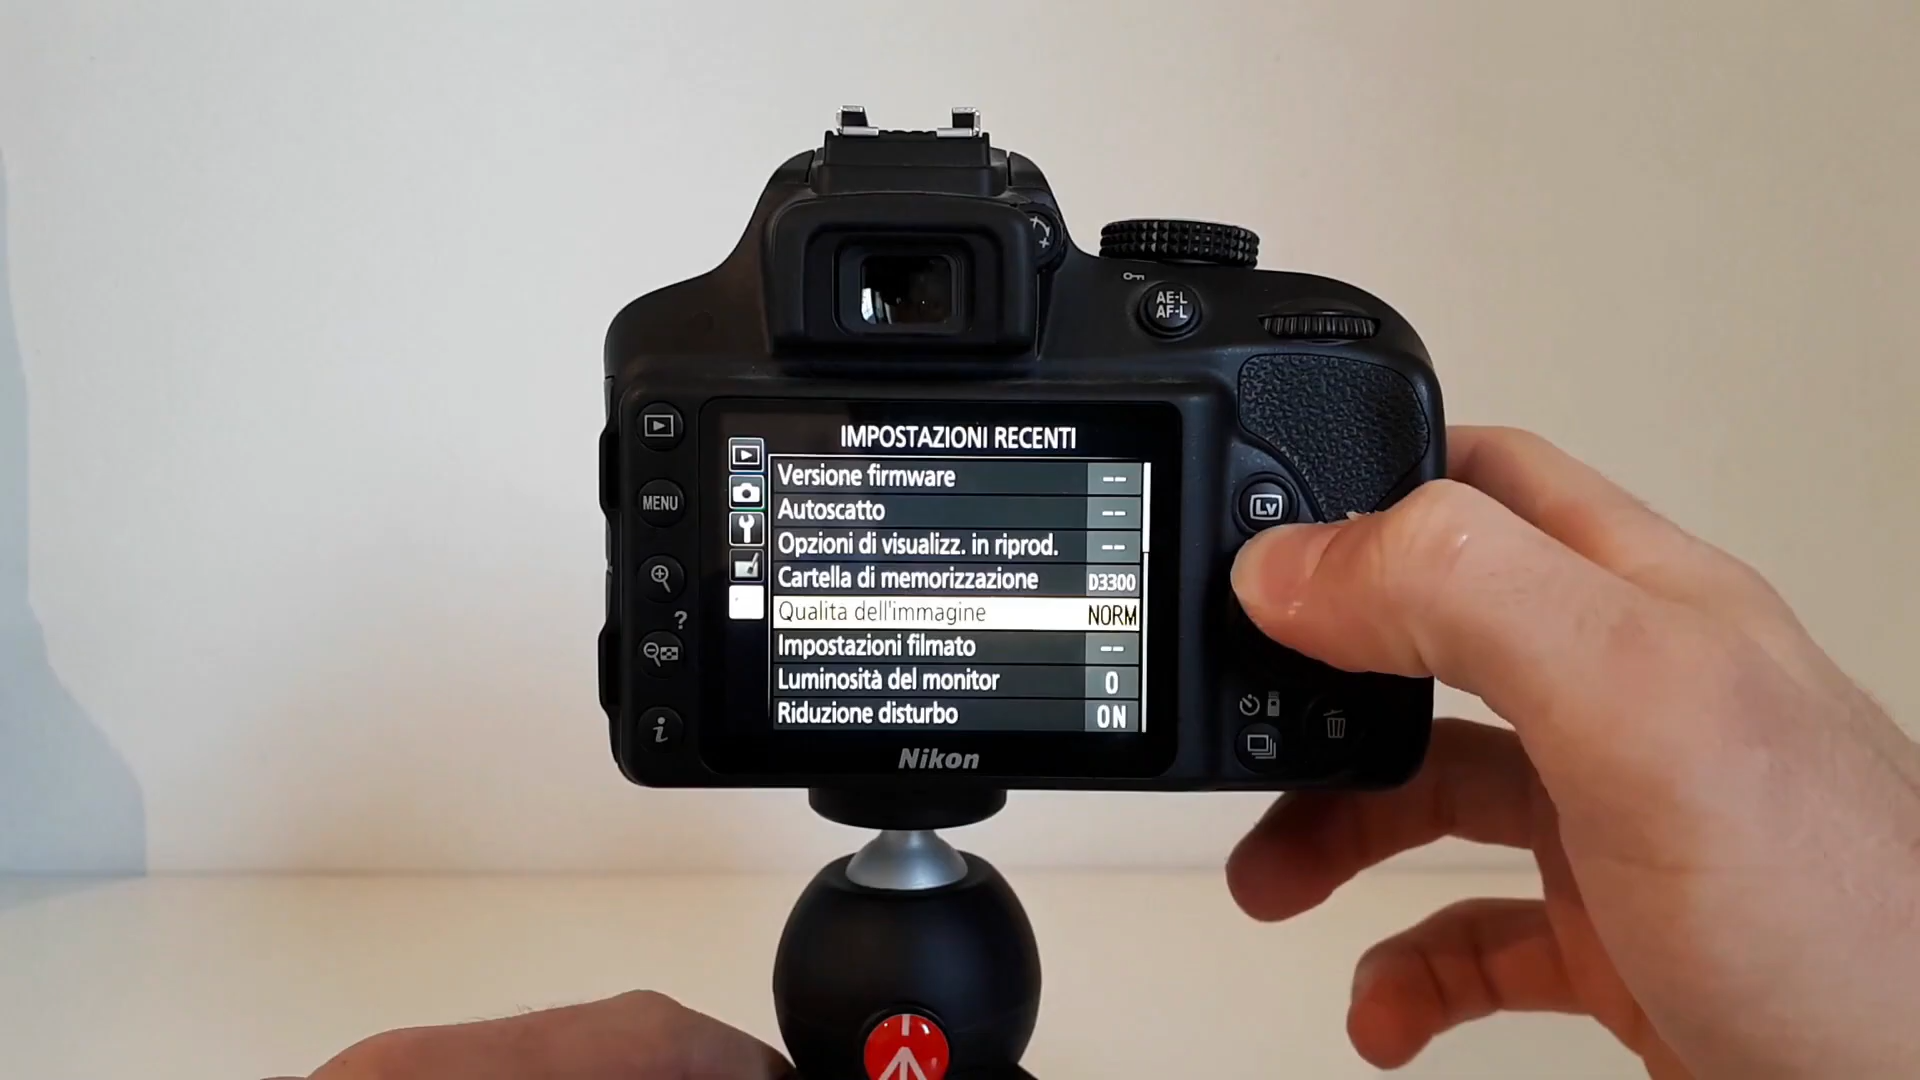 AE-L
AF-L
MENU
?
i
Lv
IMPOSTAZIONI RECENTI
Versione firmware --
Autoscatto --
Opzioni di visualizz. in riprod. --
Cartella di memorizzazione D3300
Qualita dell'immagine NORM
Impostazioni filmato --
Luminosità del monitor 0
Riduzione disturbo ON
Nikon